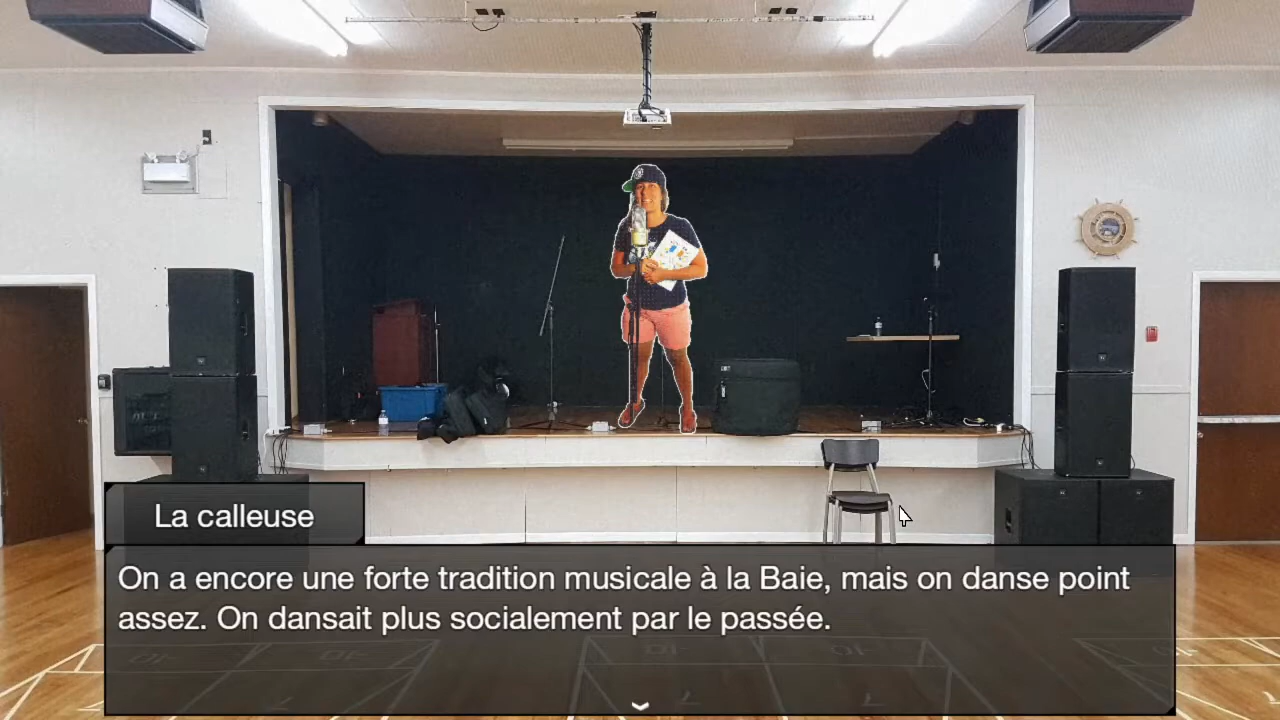 La calleuse
On a encore une forte tradition musicale à la Baie, mais on danse point
assez. On dansait plus socialement par le passée.